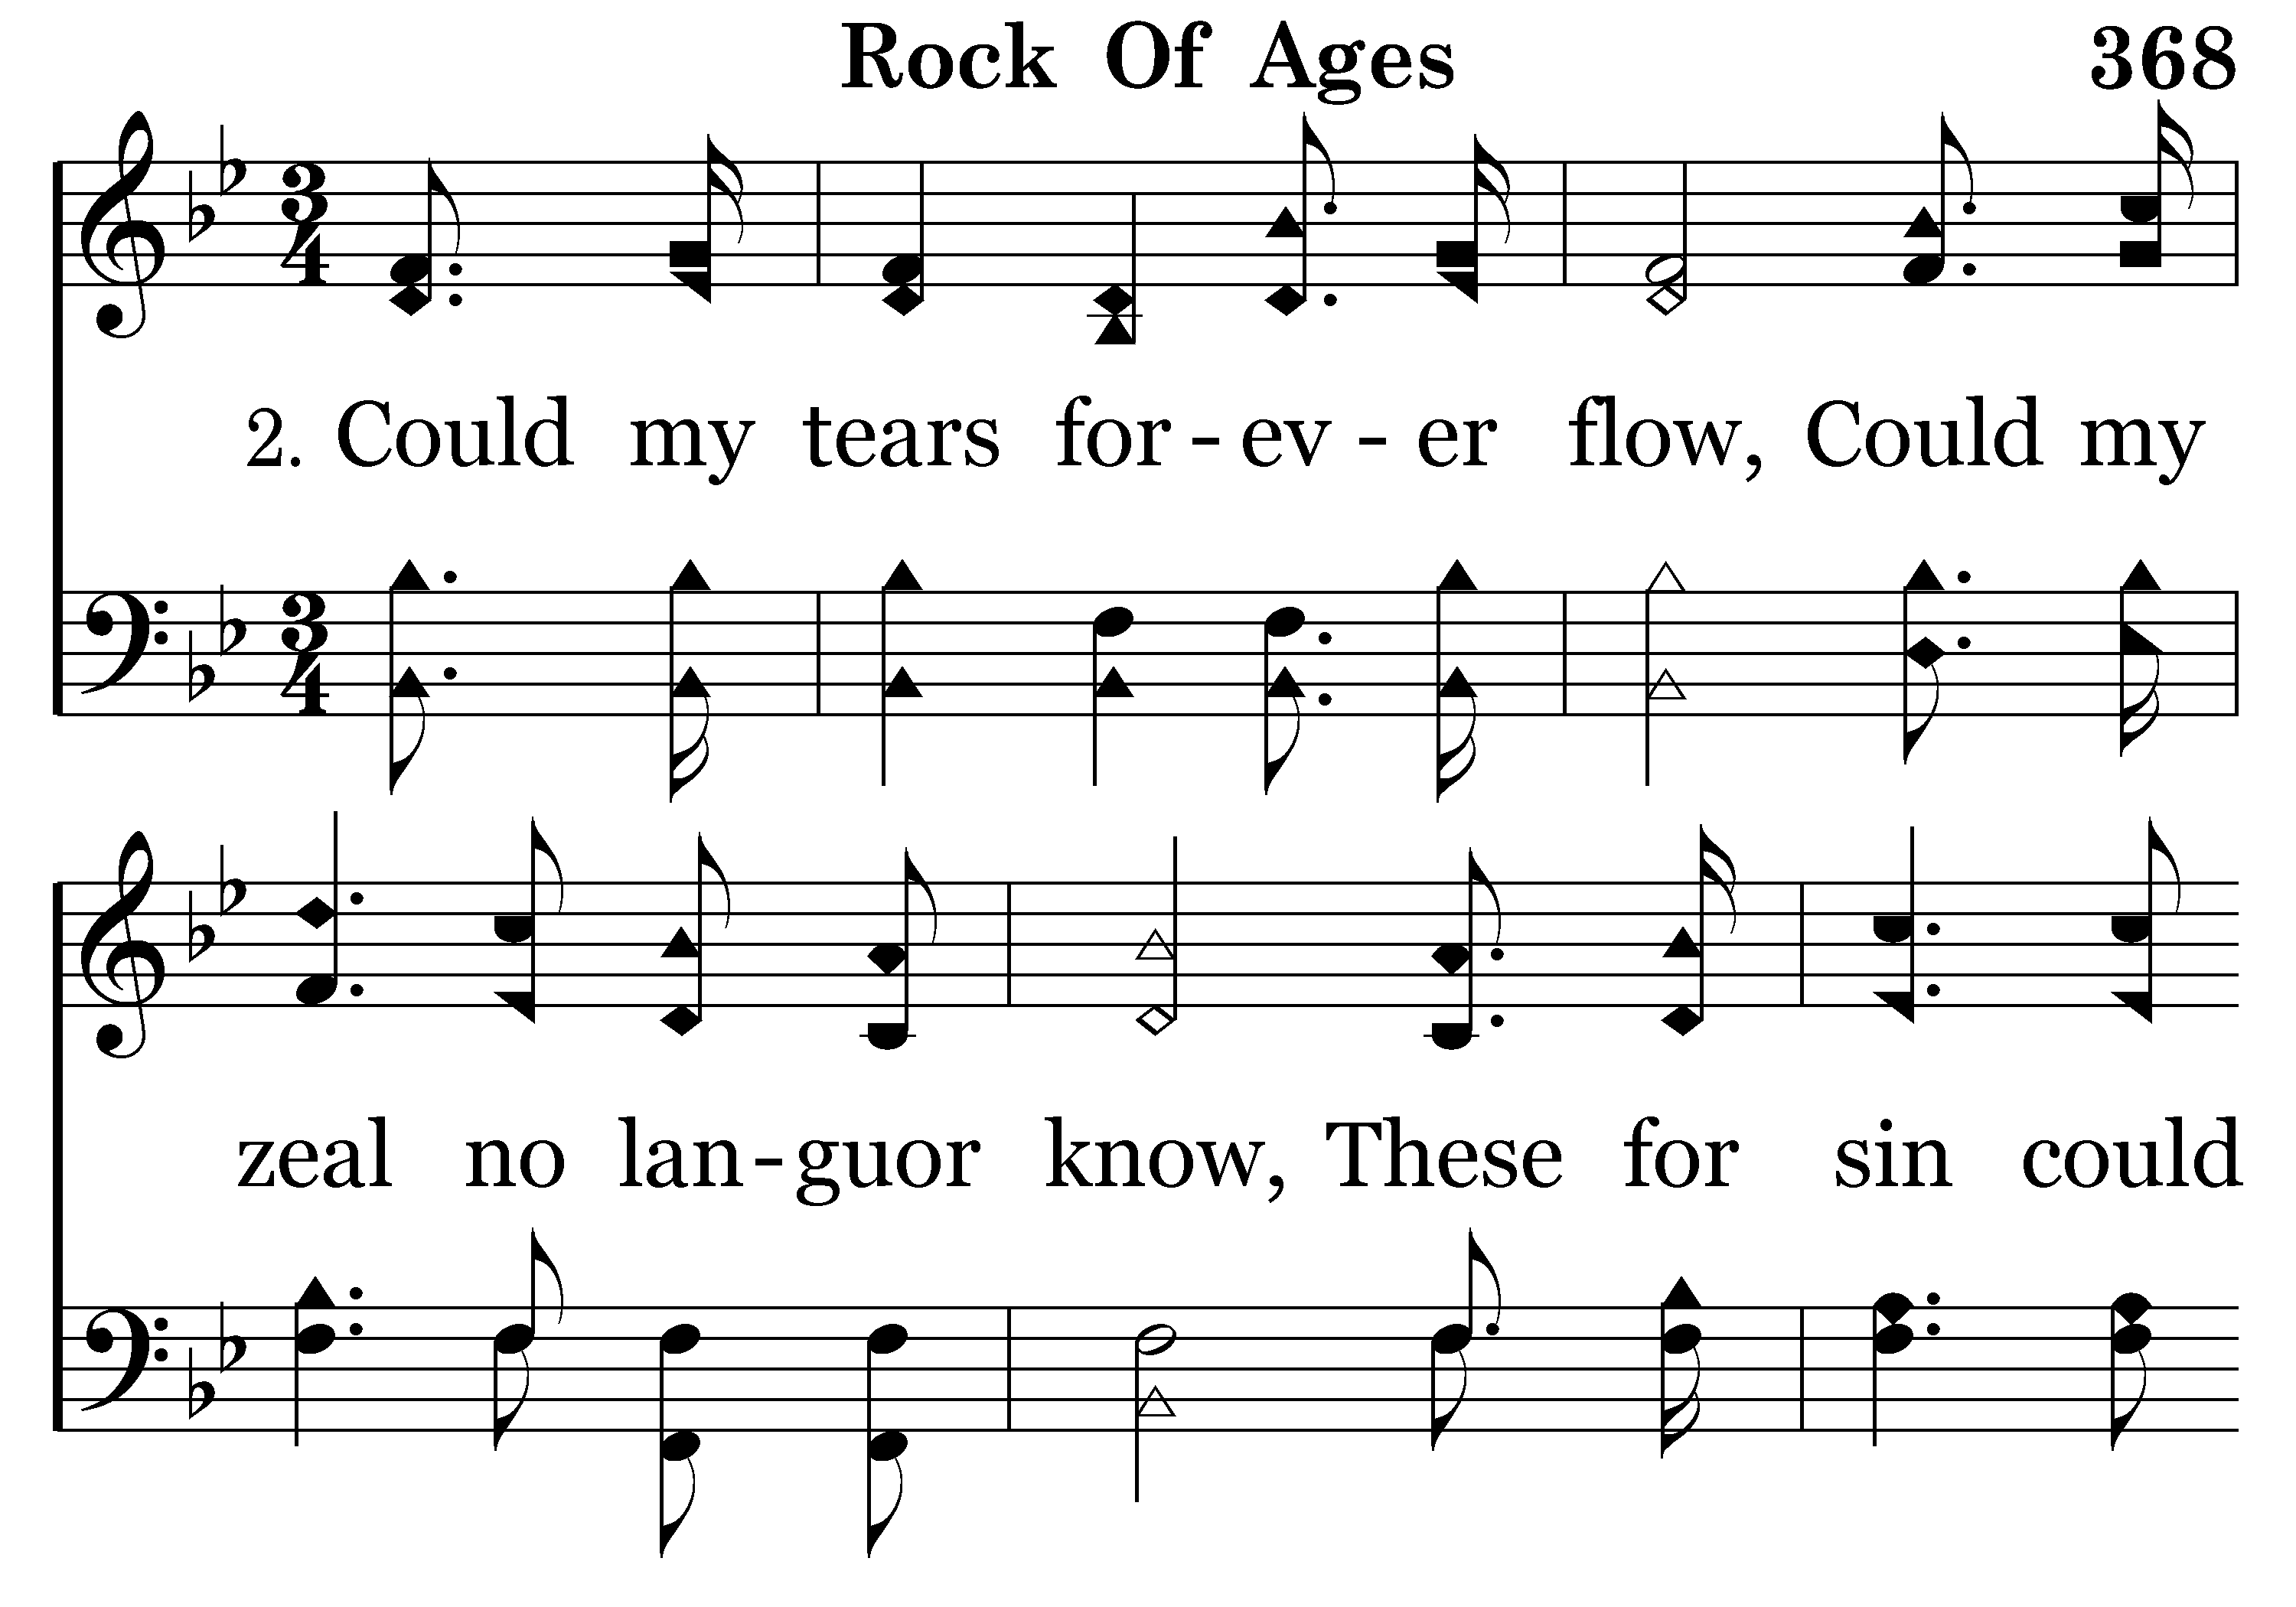 Rock Of Ages 368
2. Could my tears for - ev - er flow, Could my
zeal no lan - guor know, These for sin could